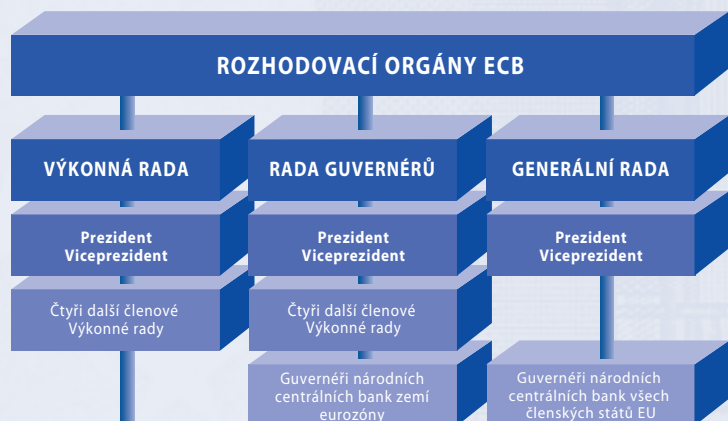 ROZHODOVACÍ ORGÁNY ECB
VÝKONNÁ RADA
Prezident
Viceprezident
Čtyři další členové
Výkonné rady
RADA GUVERNÉRŮ
Prezident
Viceprezident
Čtyři další členové
Výkonné rady
Guvernéři národních
centrálních bank zemí
eurozóny
GENERÁLNÍ RADA
Prezident
Viceprezident
Guvernéři národních
centrálních bank všech
členských států EU